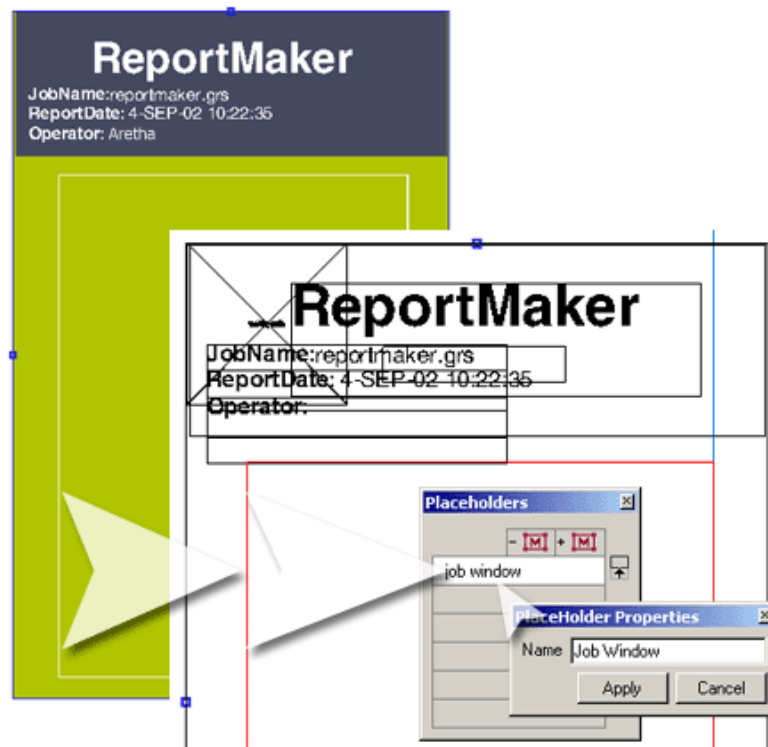 ReportMaker
JobName:reportmaker.grs
ReportDate: 4-SEP-02 10:22:35
Operator: Aretha
ReportMaker
JobName:reportmaker.grs
ReportDate: 4-SEP-02 10:22:35
Operator:
Placeholders
- M + M
job window
PlaceHolder Properties
Name Job Window
Apply Cancel